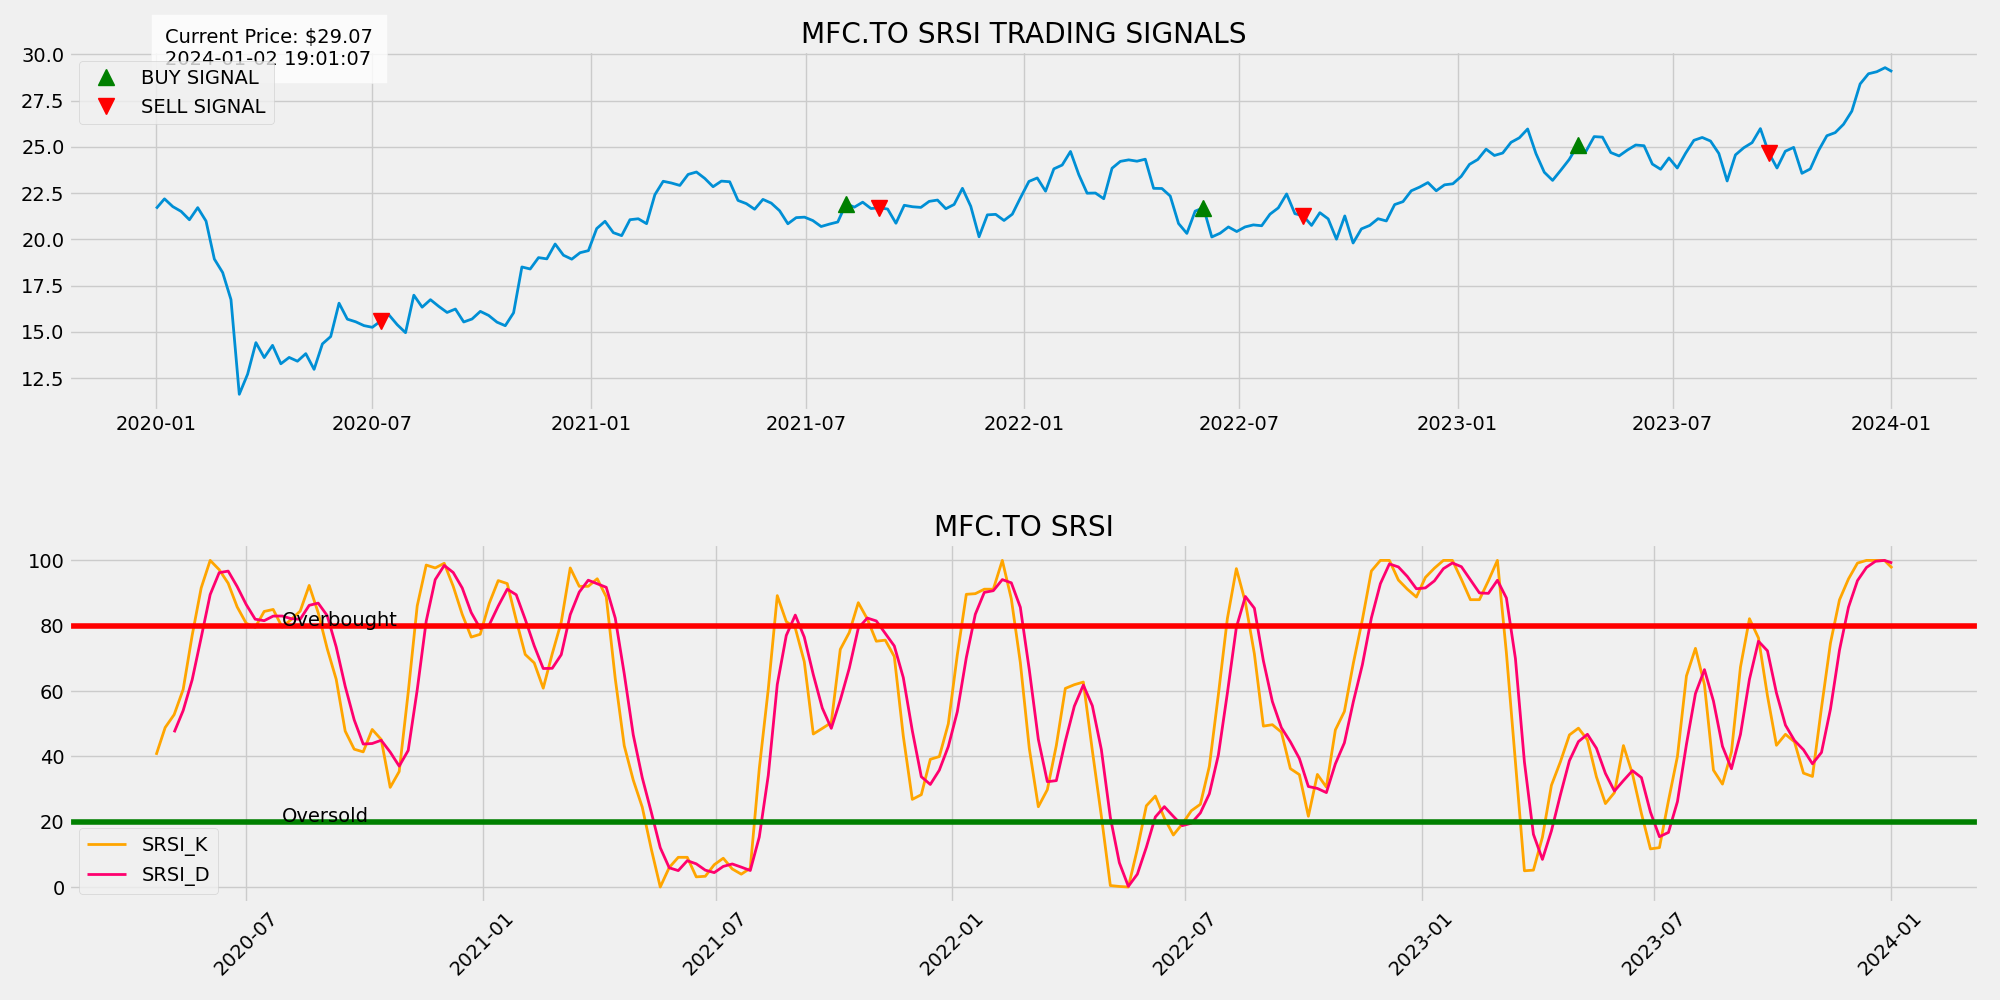 MFC.TO SRSI TRADING SIGNALS
Current Price: $29.07
2024-01-02 19:01:07
BUY SIGNAL
SELL SIGNAL
30.0
27.5
25.0
22.5
20.0
17.5
15.0
12.5
2020-01 2020-07 2021-01 2021-07 2022-01 2022-07 2023-01 2023-07 2024-01
MFC.TO SRSI
100
80
60
40
20
0
Overbought
Oversold
SRSI_K
SRSI_D
2020-07 2021-01 2021-07 2022-01 2022-07 2023-01 2023-07 2024-01